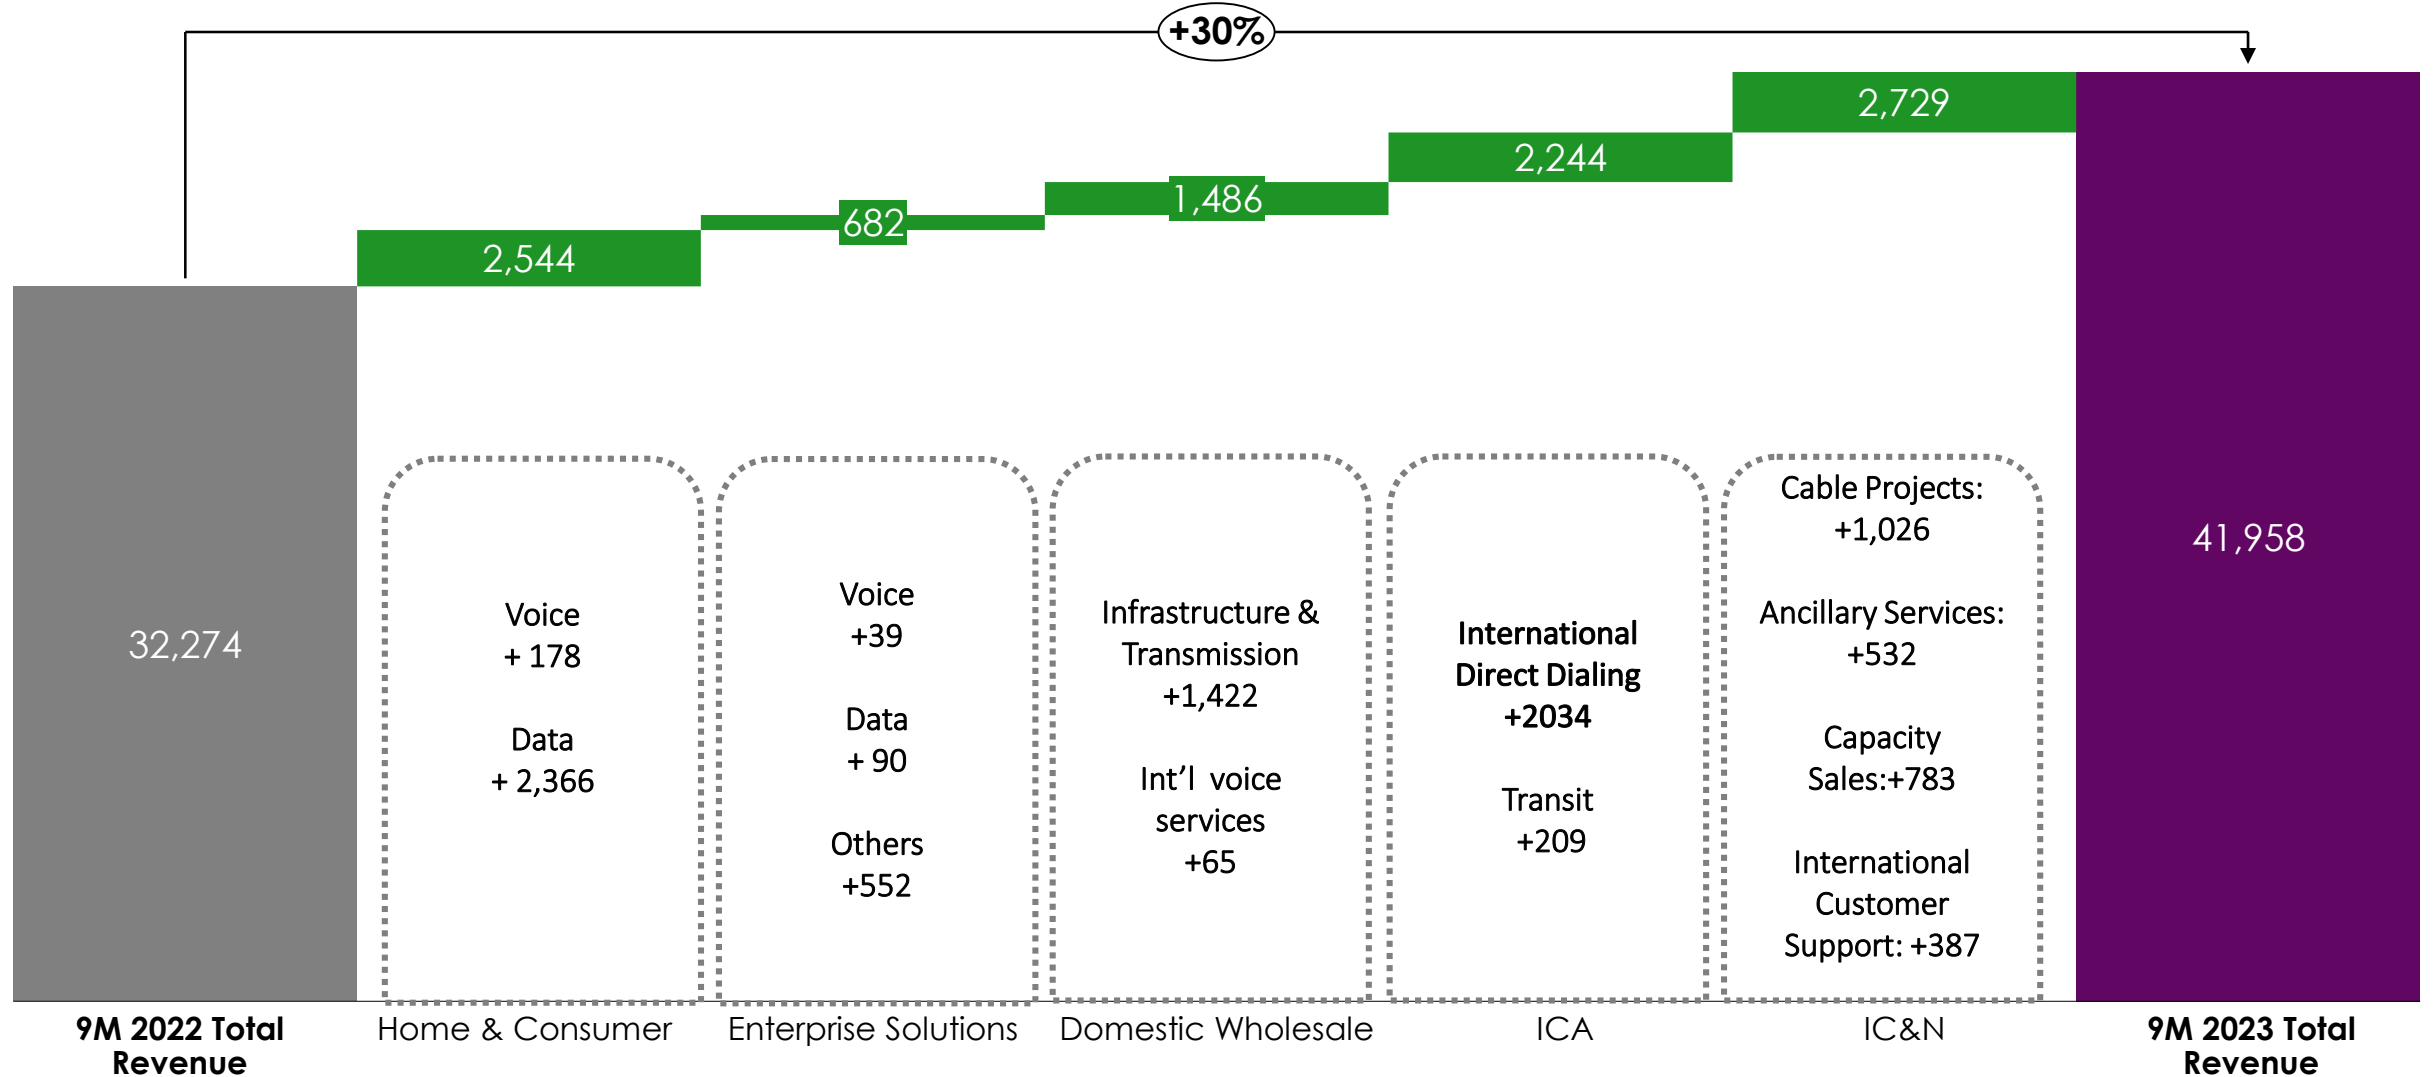 +30%
2,729
2,244
1,486
682
2,544
32,274
41,958
Voice
+ 178
Data
+ 2,366
Voice
+39
Data
+ 90
Others
+552
Infrastructure &
Transmission
+1,422
Int’l voice
services
+65
International
Direct Dialing
+2034
Transit
+209
Cable Projects:
+1,026
Ancillary Services:
+532
Capacity
Sales:+783
International
Customer
Support: +387
9M 2022 Total
Revenue
Home & Consumer
Enterprise Solutions
Domestic Wholesale
ICA
IC&N
9M 2023 Total
Revenue